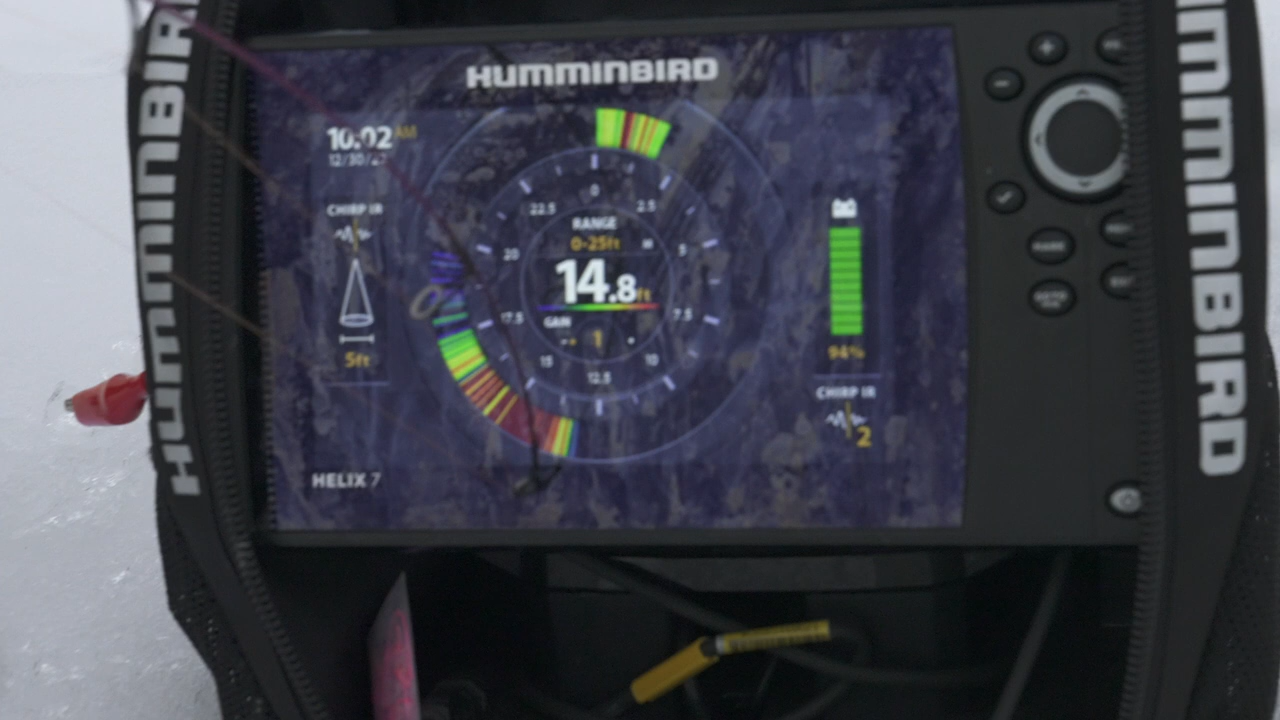 HUMMINBIRD
HUMMINBIRD
HUMMINBIRD
10:02 AM
CHIRP IR
5ft
HELIX 7
0
2.5
5
7.5
10
12.5
15
17.5
20
22.5
RANGE
0-25ft
M
14.8ft
GAIN
1
94%
CHIRP IR
2